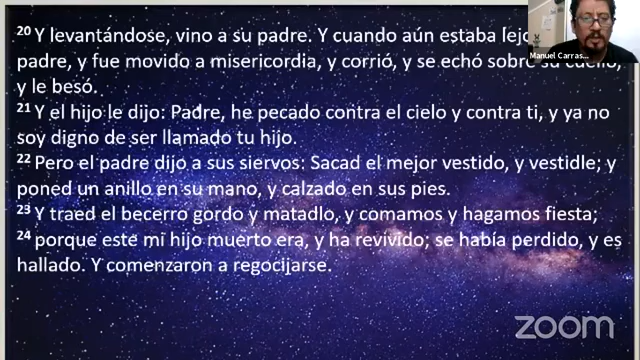 20 Y levantándose, vino a su padre. Y cuando aún estaba lejo
padre, y fue movido a misericordia, y corrió, y se echó sobre su cuello,
y le besó.
21 Y el hijo le dijo: Padre, he pecado contra el cielo y contra ti, y ya no
soy digno de ser llamado tu hijo.
22 Pero el padre dijo a sus siervos: Sacad el mejor vestido, y vestidle; y
poned un anillo en su mano, y calzado en sus pies.
23 Y traed el becerro gordo y matadlo, y comamos y hagamos fiesta;
24 porque este mi hijo muerto era, y ha revivido; se había perdido, y es
hallado. Y comenzaron a regocijarse.
Manuel Carras...
zoom